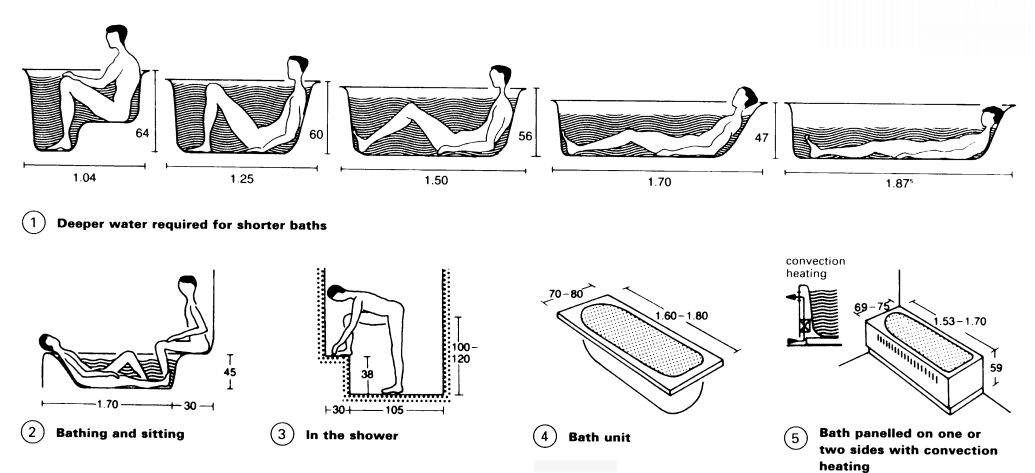 64
60
56
47
1.04
1.25
1.50
1.70
1.87⁵
1 Deeper water required for shorter baths
45
1.70
30
2 Bathing and sitting
100–
120
38
30
105
3 In the shower
70–80
1.60–1.80
4 Bath unit
convection
heating
69–75
1.53–1.70
59
5 Bath panelled on one or
two sides with convection
heating